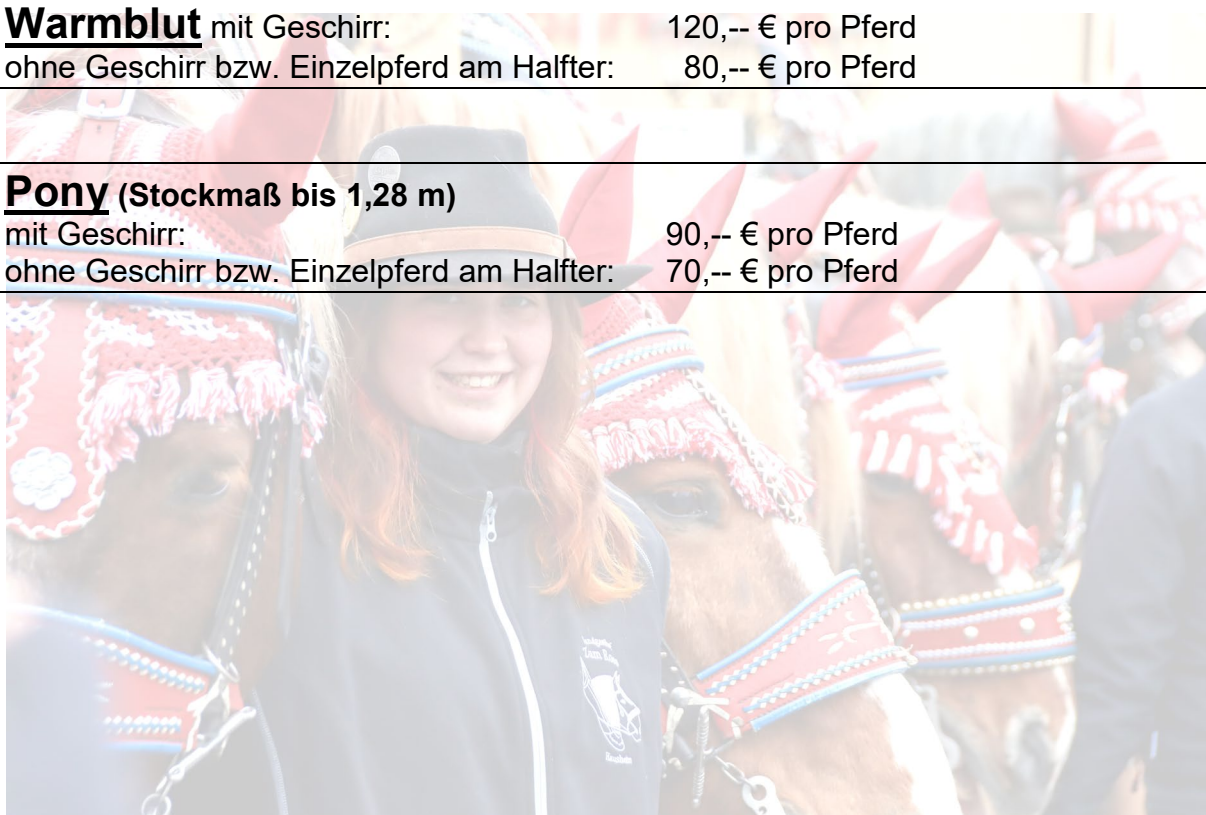 Warmblut mit Geschirr: 120,-- € pro Pferd
ohne Geschirr bzw. Einzelpferd am Halfter: 80,-- € pro Pferd
Pony (Stockmaß bis 1,28 m)
mit Geschirr: 90,-- € pro Pferd
ohne Geschirr bzw. Einzelpferd am Halfter: 70,-- € pro Pferd